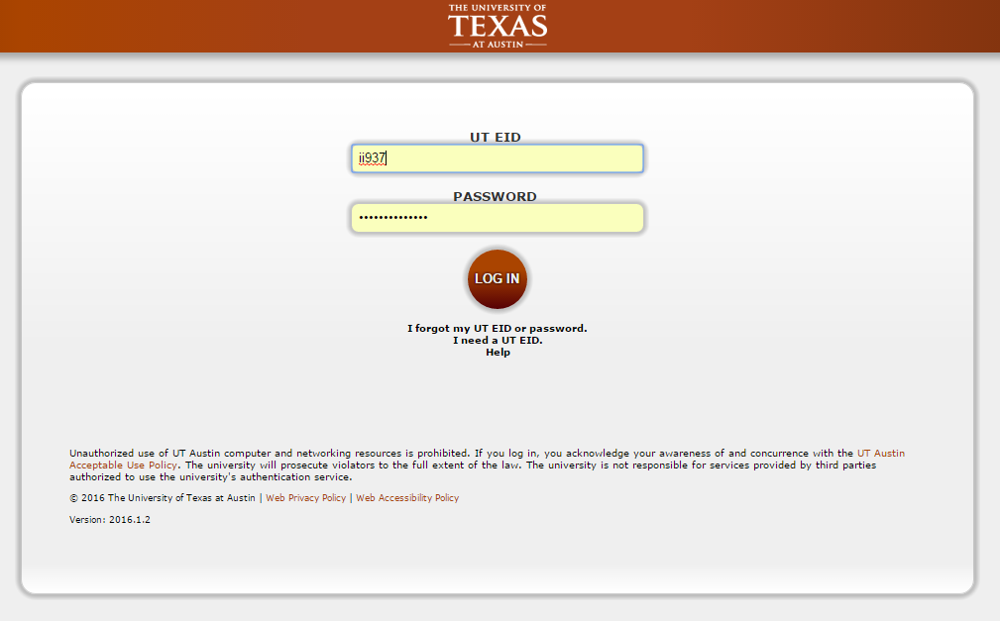 THE UNIVERSITY OF
TEXAS
AT AUSTIN
UT EID
ii937
PASSWORD
••••••••••••••
LOG IN
I forgot my UT EID or password.
I need a UT EID.
Help
Unauthorized use of UT Austin computer and networking resources is prohibited. If you log in, you acknowledge your awareness of and concurrence with the UT Austin
Acceptable Use Policy. The university will prosecute violators to the full extent of the law. The university is not responsible for services provided by third parties
authorized to use the university's authentication service.
© 2016 The University of Texas at Austin | Web Privacy Policy | Web Accessibility Policy
Version: 2016.1.2